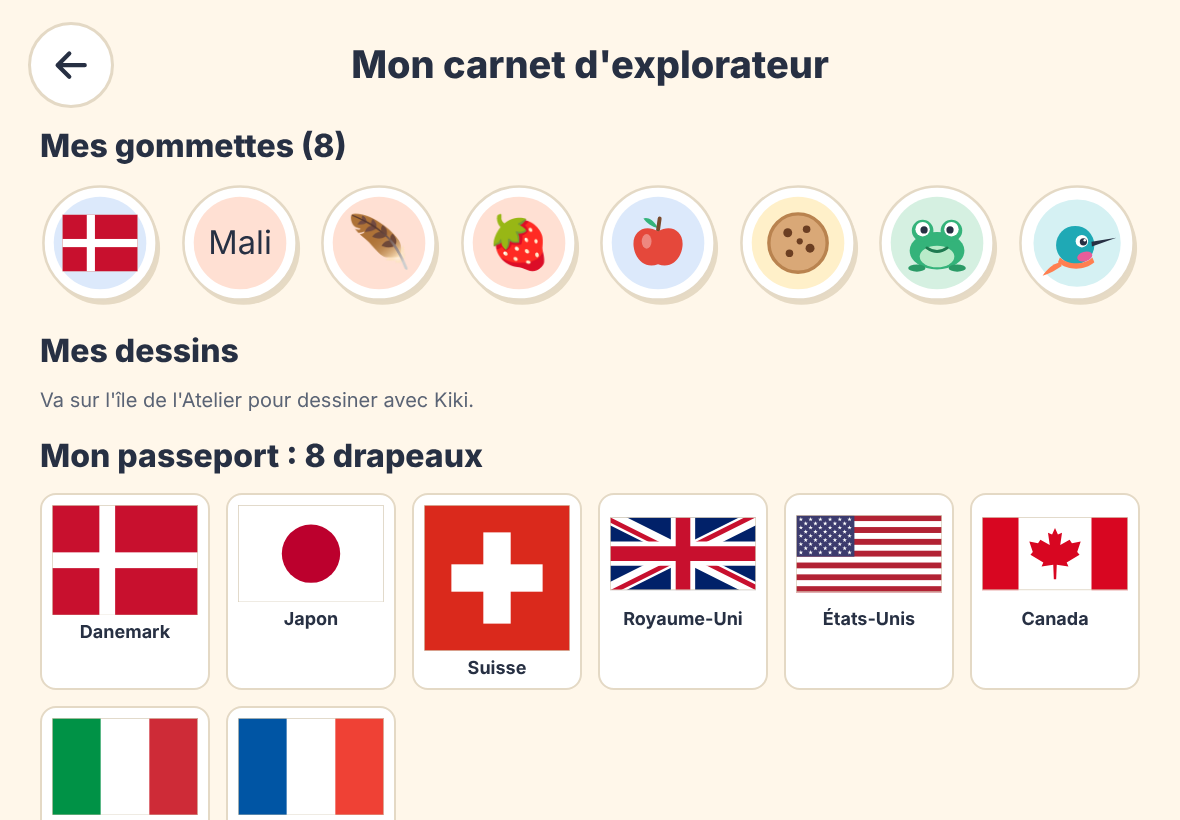 Mon carnet d'explorateur
Mes gommettes (8)
Mali
Mes dessins
Va sur l'île de l'Atelier pour dessiner avec Kiki.
Mon passeport : 8 drapeaux
Danemark
Japon
Suisse
Royaume-Uni
États-Unis
Canada